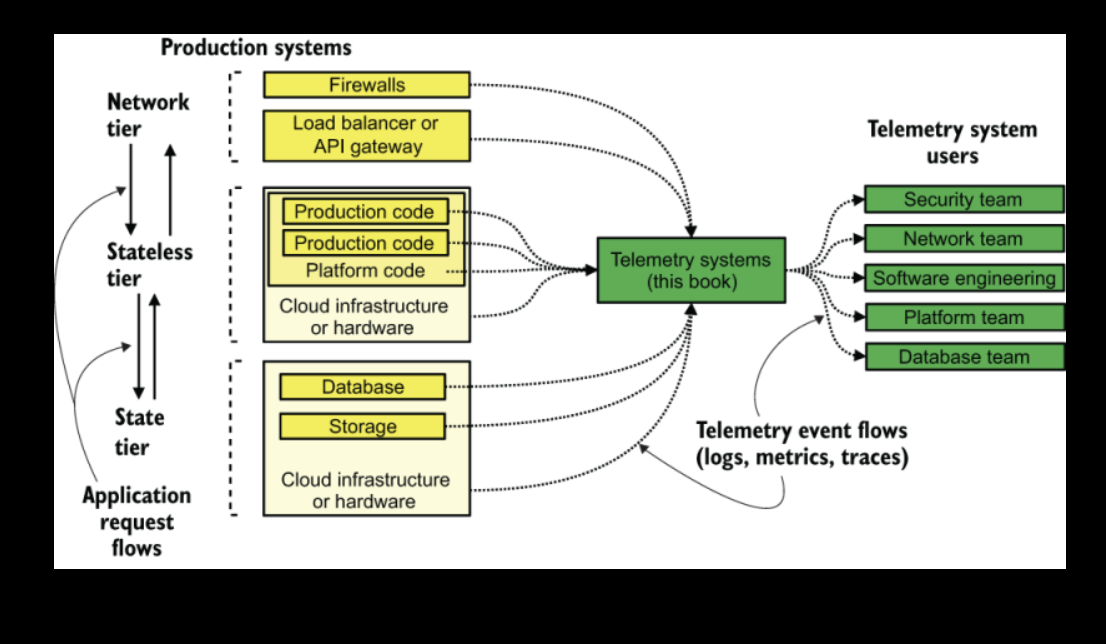 Production systems
Network
tier
Stateless
tier
State
tier
Application
request
flows
Firewalls
Load balancer or
API gateway
Production code
Production code
Platform code
Cloud infrastructure
or hardware
Database
Storage
Cloud infrastructure
or hardware
Telemetry systems
(this book)
Telemetry event flows
(logs, metrics, traces)
Telemetry system
users
Security team
Network team
Software engineering
Platform team
Database team